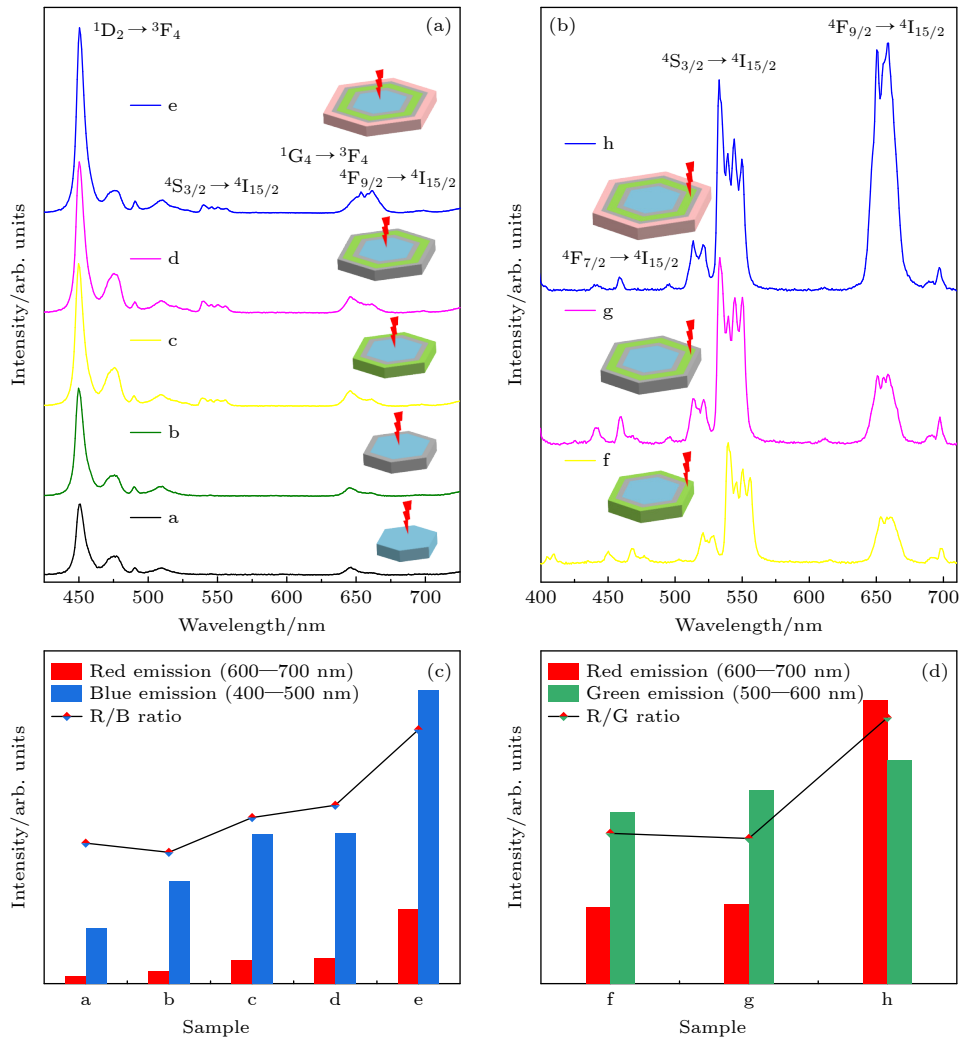 (a)
¹D₂ → ³F₄
e
¹G₄ → ³F₄
⁴S₃/₂ → ⁴I₁₅/₂
⁴F₉/₂ → ⁴I₁₅/₂
d
c
b
a
Intensity/arb. units
450 500 550 600 650 700
Wavelength/nm
(b)
⁴F₉/₂ → ⁴I₁₅/₂
⁴S₃/₂ → ⁴I₁₅/₂
h
⁴F₇/₂ → ⁴I₁₅/₂
g
f
Intensity/arb. units
400 450 500 550 600 650 700
Wavelength/nm
(c)
Red emission (600—700 nm)
Blue emission (400—500 nm)
R/B ratio
Intensity/arb. units
a b c d e
Sample
(d)
Red emission (600—700 nm)
Green emission (500—600 nm)
R/G ratio
Intensity/arb. units
f g h
Sample